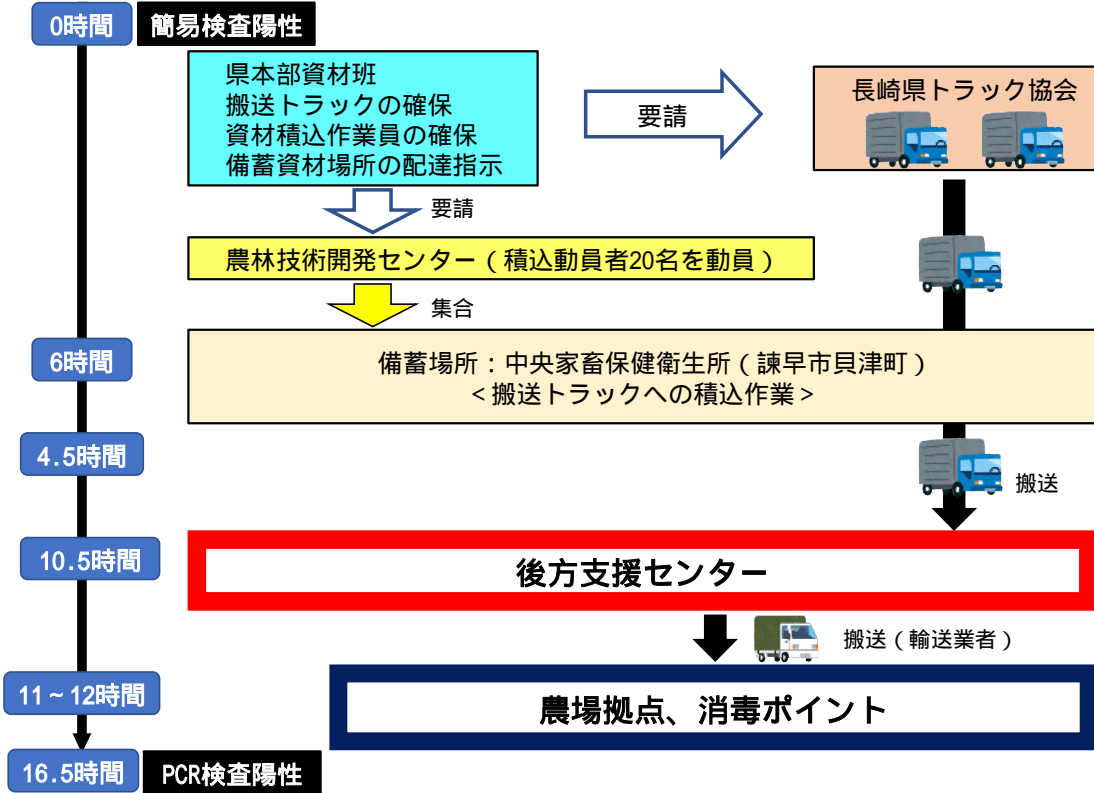 0時間
簡易検査陽性
県本部資材班
搬送トラックの確保
資材積込作業員の確保
備蓄資材場所の配達指示
要請
長崎県トラック協会
要請
農林技術開発センター(積込動員者20名を動員)
集合
6時間
備蓄場所:中央家畜保健衛生所(諫早市貝津町)
<搬送トラックへの積込作業>
4.5時間
搬送
10.5時間
後方支援センター
搬送(輸送業者)
11~12時間
農場拠点、消毒ポイント
16.5時間
PCR検査陽性